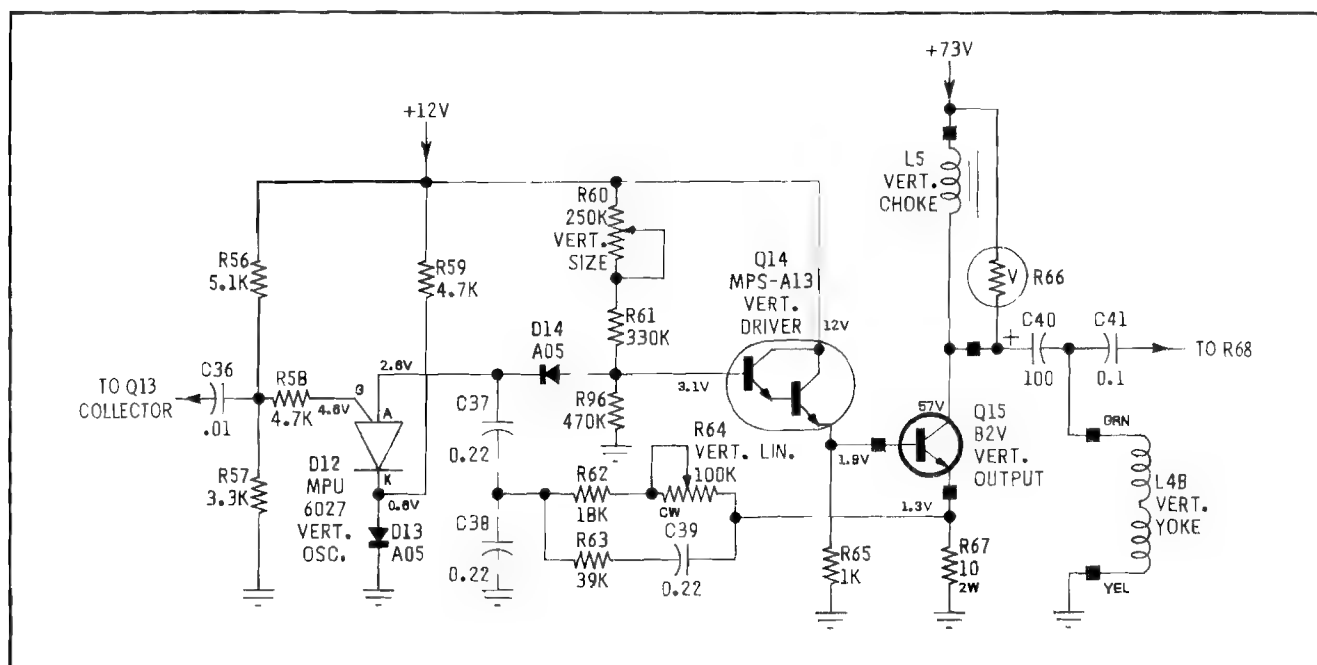 +73V
+12V
L5
VERT.
CHOKE
R60
250K
VERT.
SIZE
R56
5.1K
R59
4.7K
Q14
MPS-A13
VERT.
DRIVER
V
R66
R61
330K
12V
C40
C41
D14
A05
+
TO R68
2.8V
100
0.1
C36
TO Q13
COLLECTOR
.01
R58
4.8V
4.7K
G
A
3.1V
R96
470K
57V
Q15
B2V
VERT.
OUTPUT
C37
0.22
R64
VERT. LIN.
100K
GRN
1.9V
D12
MPU
6027
VERT.
OSC.
K
0.6V
R57
3.3K
R62
18K
CW
C39
0.22
1.3V
L4B
VERT.
YOKE
D13
A05
C38
0.22
R63
39K
R65
1K
R67
10
2W
YEL